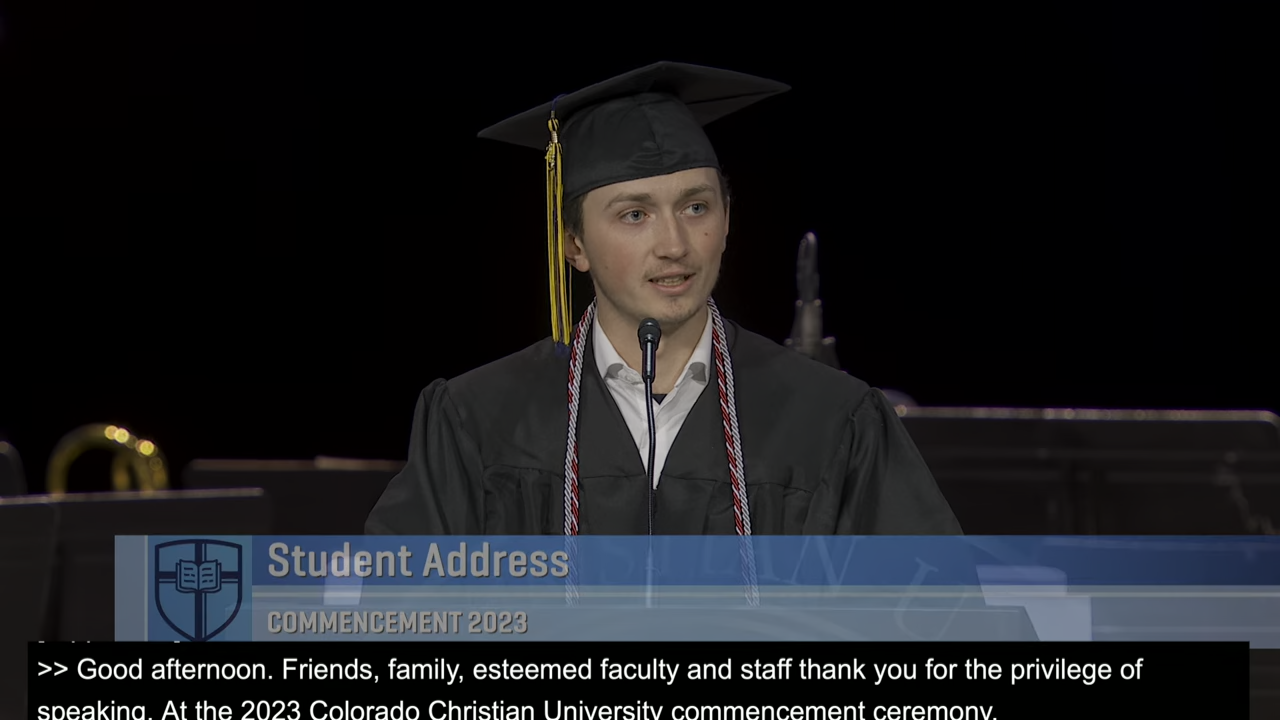 Student Address
COMMENCEMENT 2023
>> Good afternoon. Friends, family, esteemed faculty and staff thank you for the privilege of
speaking. At the 2023 Colorado Christian University commencement ceremony.